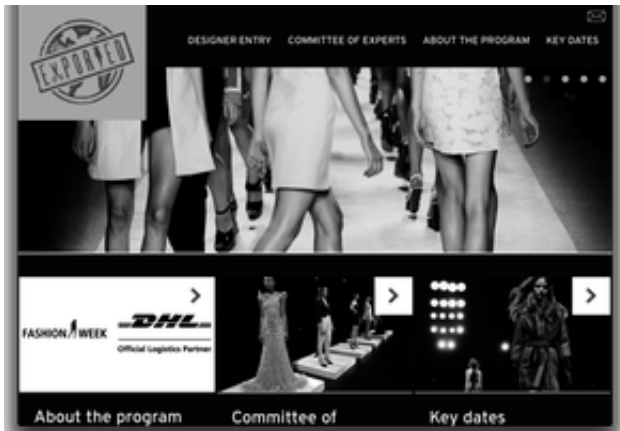 EXPORTED
DESIGNER ENTRY COMMITTEE OF EXPERTS ABOUT THE PROGRAM KEY DATES
FASHION WEEK
DHL
Official Logistics Partner
About the program
Committee of
Key dates